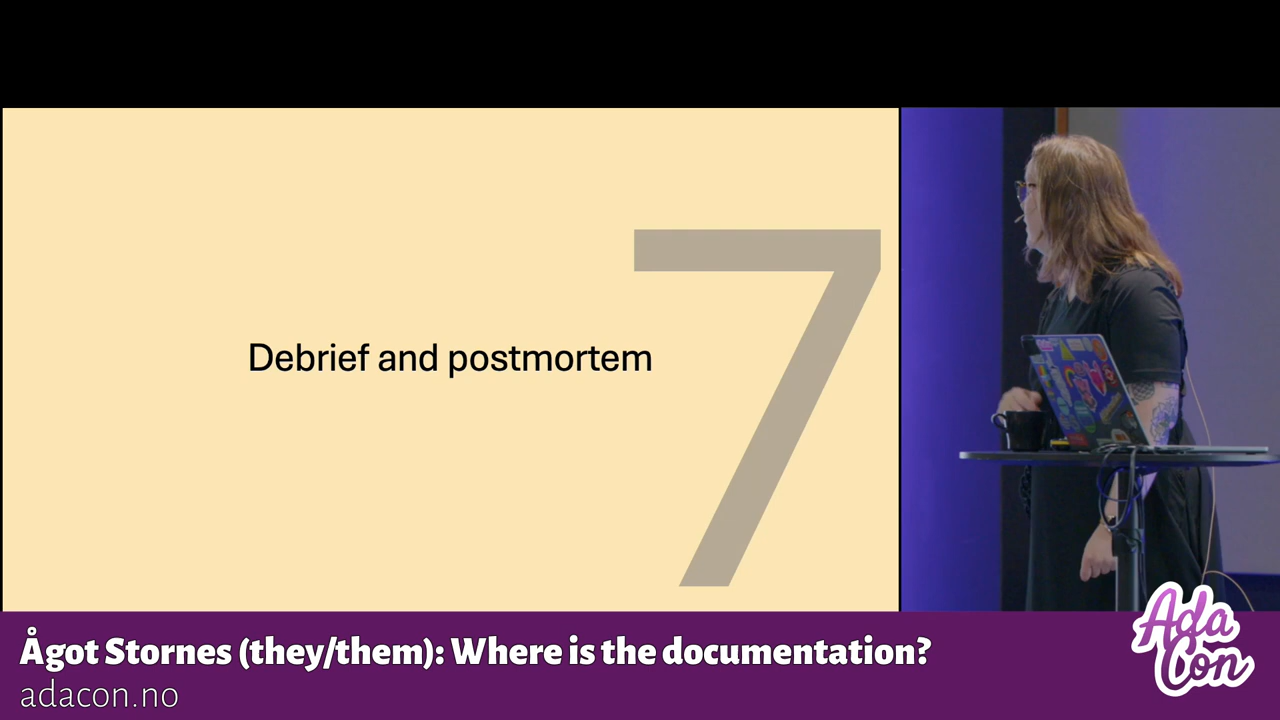 7
Debrief and postmortem
Ågot Stornes (they/them): Where is the documentation?
adacon.no
Ada
Con